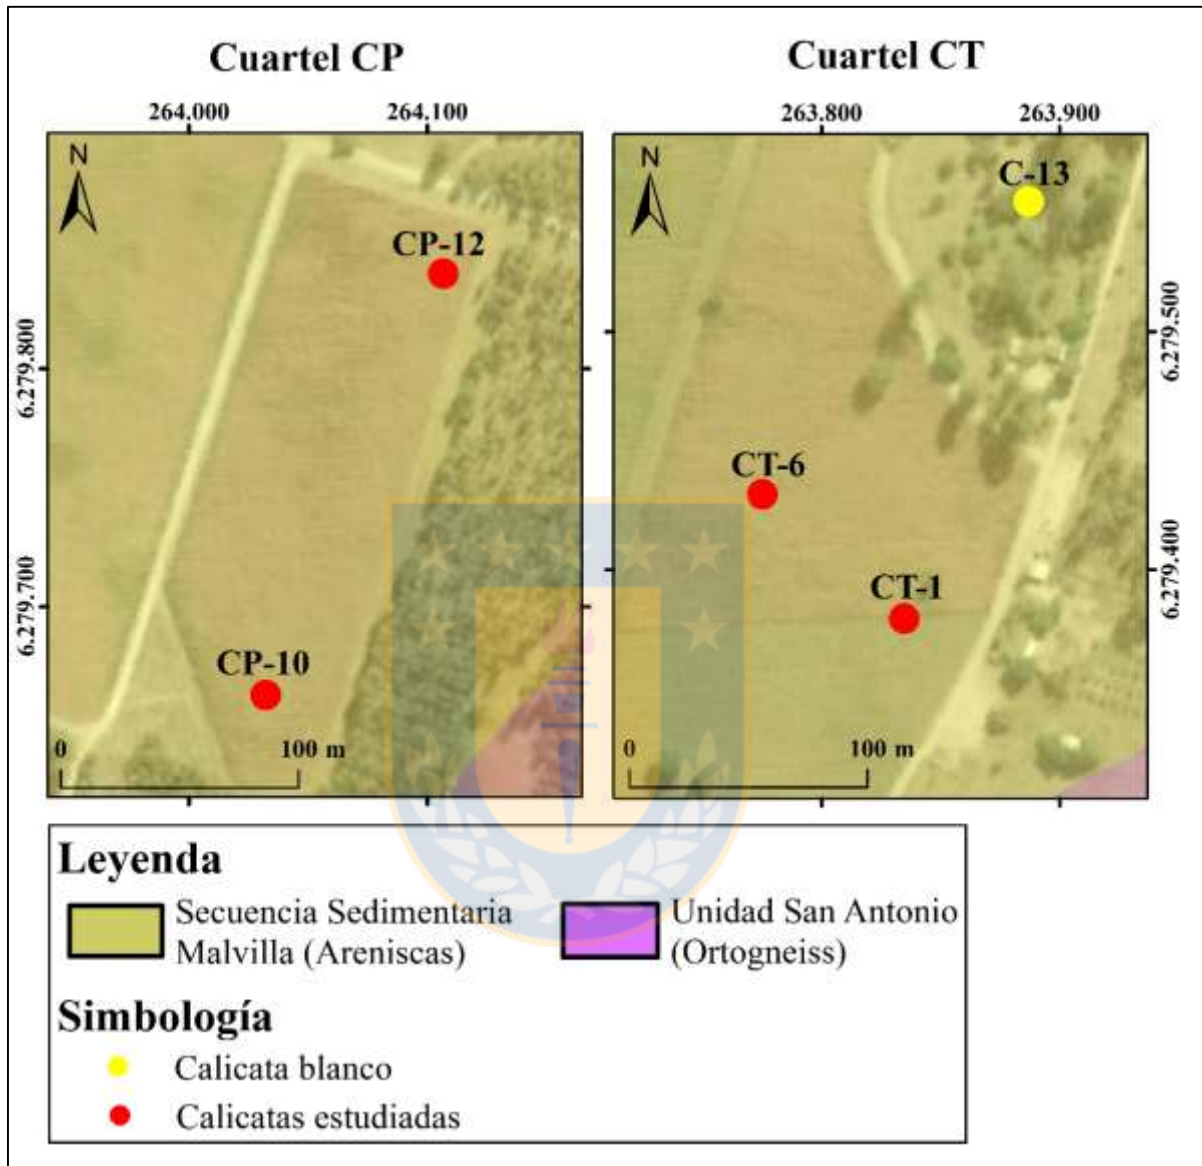 Cuartel CP
Cuartel CT
264.000
264.100
263.800
263.900
N
CP-12
CP-10
6.279.800
6.279.700
0
100 m
N
C-13
CT-6
CT-1
6.279.500
6.279.400
0
100 m
Leyenda
Secuencia Sedimentaria
Malvilla (Areniscas)
Unidad San Antonio
(Ortogneiss)
Simbología
Calicata blanco
Calicatas estudiadas